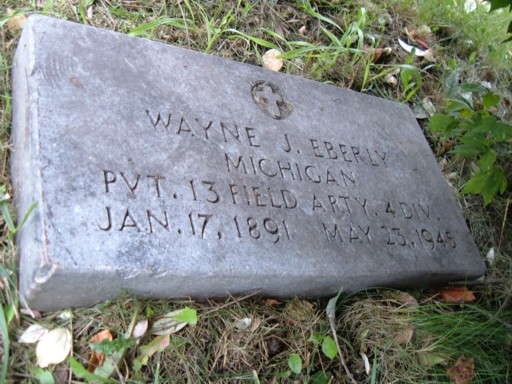 WAYNE J. EBERLY
MICHIGAN
PVT. 13 FIELD ARTY. 4 DIV.
JAN. 17, 1891 MAY 23, 1945